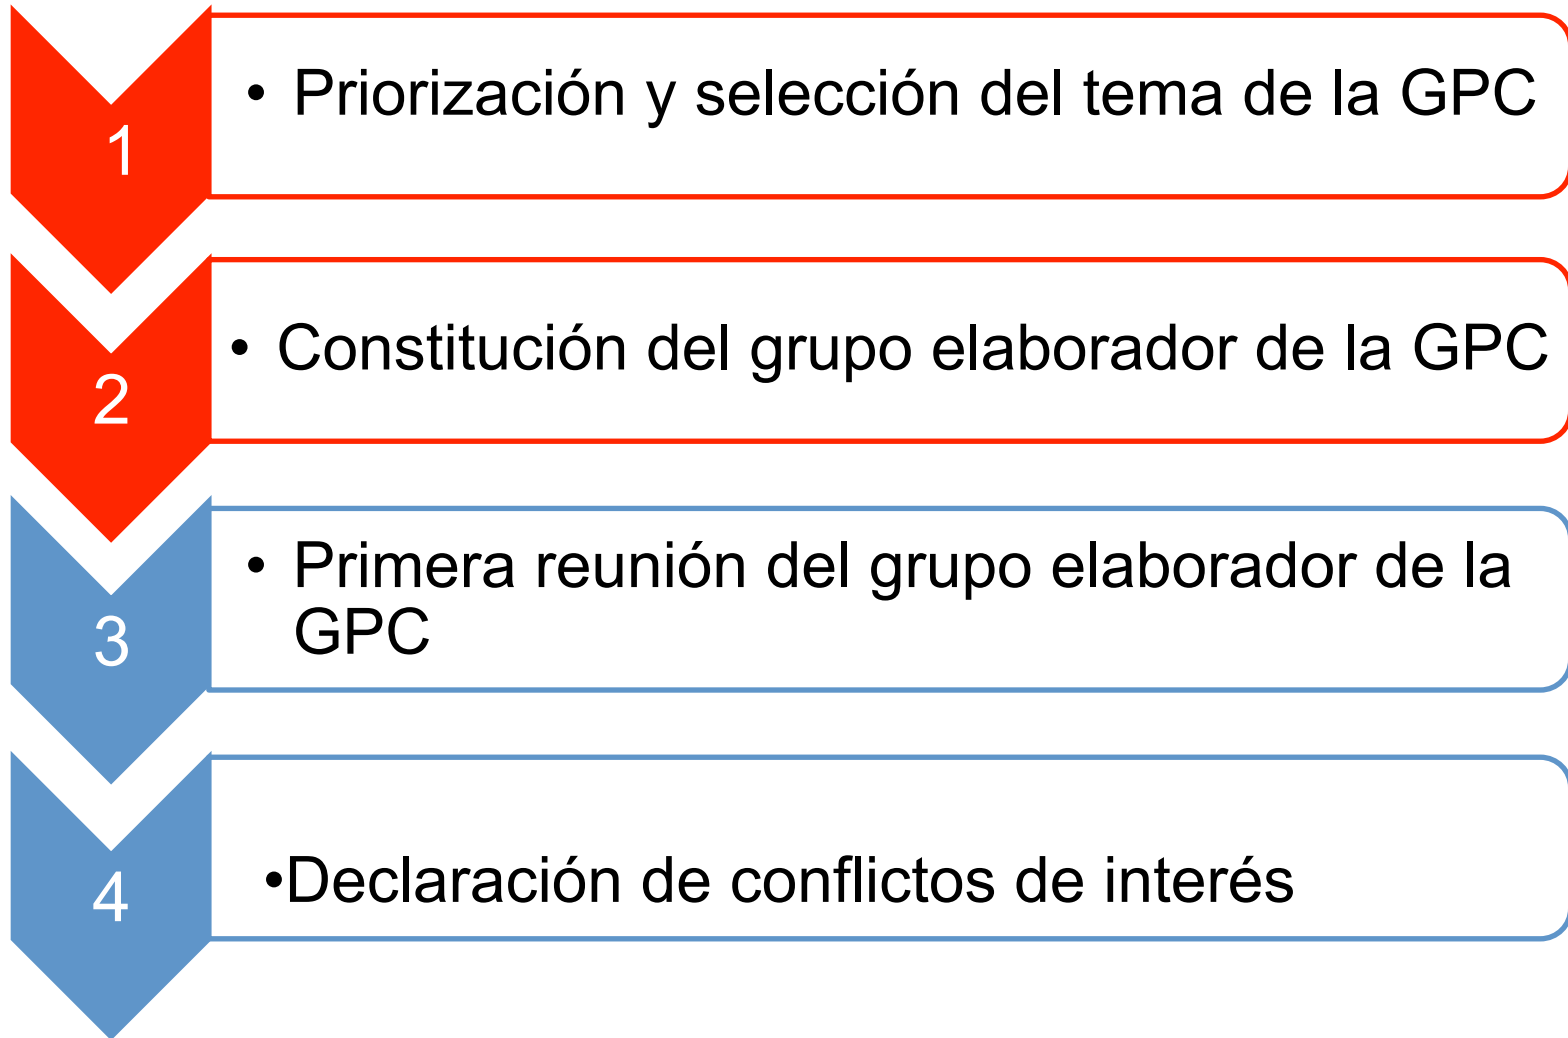 1
• Priorización y selección del tema de la GPC
2
• Constitución del grupo elaborador de la GPC
3
• Primera reunión del grupo elaborador de la
GPC
4
•Declaración de conflictos de interés